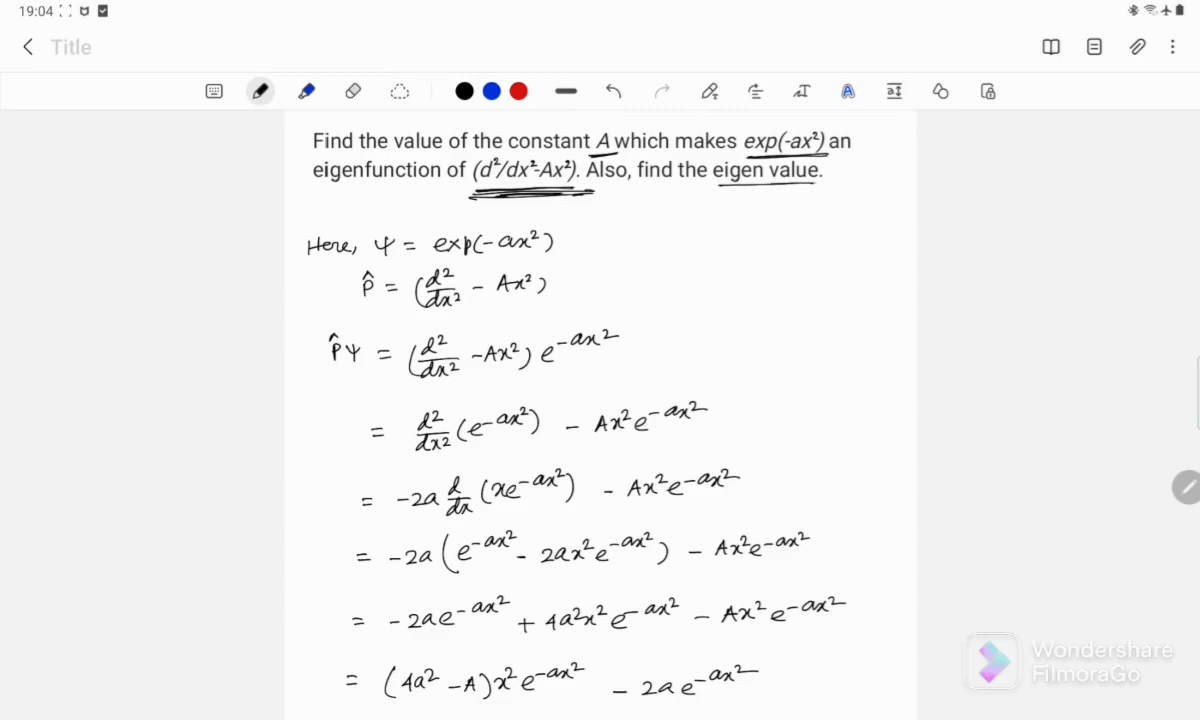 19:04
Title
Find the value of the constant A which makes exp(-ax²) an
eigenfunction of (d²/dx²-Ax²). Also, find the eigen value.
Here, Ψ = exp(-ax²)
P̂ = (d²/dx² - Ax²)
P̂Ψ = (d²/dx² - Ax²) e^-ax²
= d²/dx² (e^-ax²) - Ax²e^-ax²
= -2a d/dx (xe^-ax²) - Ax²e^-ax²
= -2a (e^-ax² - 2ax²e^-ax²) - Ax²e^-ax²
= -2ae^-ax² + 4a²x²e^-ax² - Ax²e^-ax²
= (4a² - A)x²e^-ax² - 2ae^-ax²
Wondershare
FilmoraGo